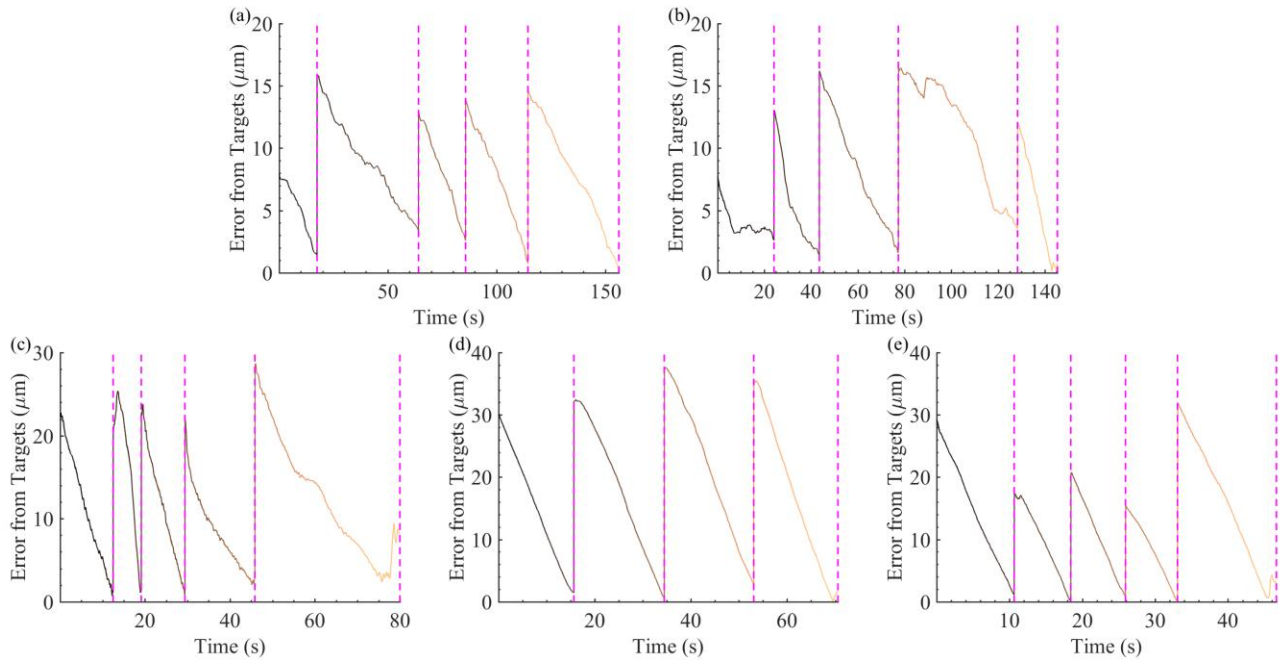 (a)
20
15
10
5
0
Error from Targets (μm)
50 100 150
Time (s)
(b)
20
15
10
5
0
Error from Targets (μm)
20 40 60 80 100 120 140
Time (s)
(c)
30
20
10
0
Error from Targets (μm)
20 40 60 80
Time (s)
(d)
40
30
20
10
0
Error from Targets (μm)
20 40 60
Time (s)
(e)
40
30
20
10
0
Error from Targets (μm)
10 20 30 40
Time (s)